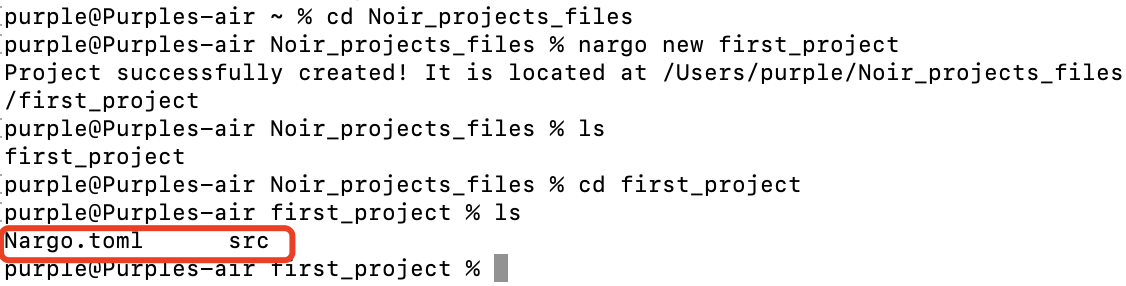 purple@Purples-air ~ % cd Noir_projects_files
purple@Purples-air Noir_projects_files % nargo new first_project
Project successfully created! It is located at /Users/purple/Noir_projects_files
/first_project
purple@Purples-air Noir_projects_files % ls
first_project
purple@Purples-air Noir_projects_files % cd first_project
purple@Purples-air first_project % ls
Nargo.toml      src
purple@Purples-air first_project %